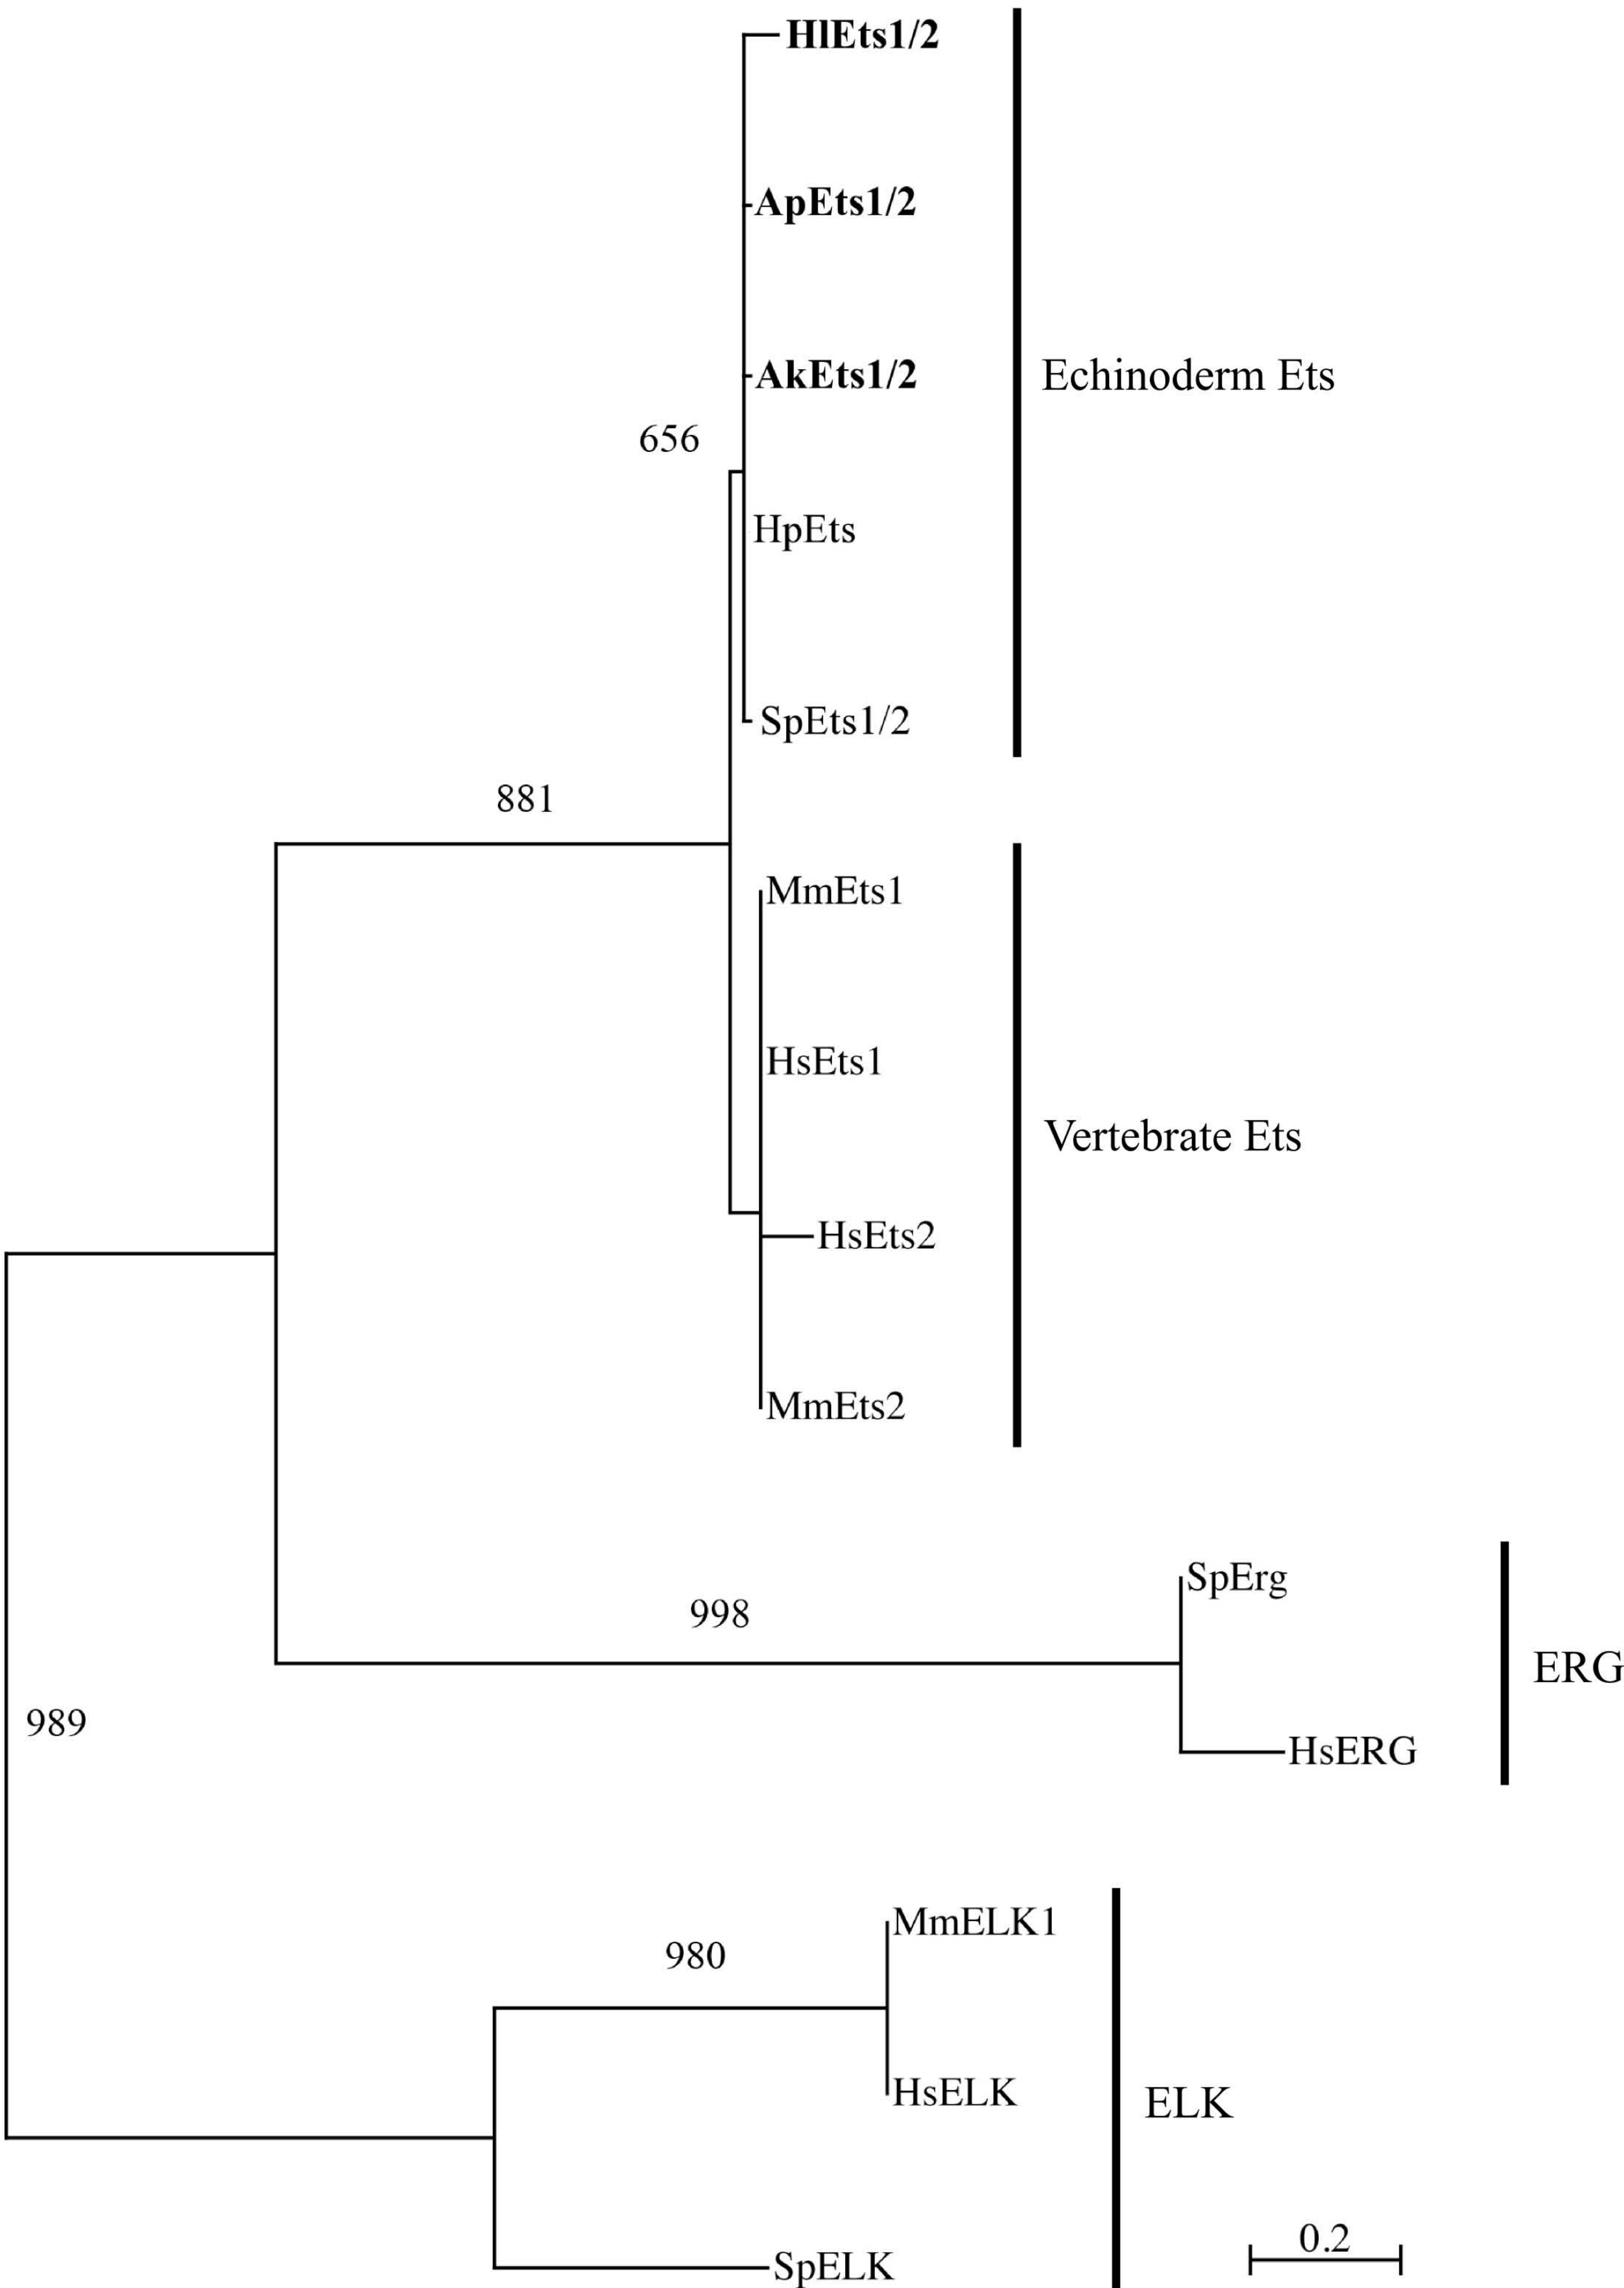 HlEts1/2
ApEts1/2
AkEts1/2
Echinoderm Ets
656
HpEts
SpEts1/2
881
MmEts1
HsEts1
Vertebrate Ets
HsEts2
MmEts2
SpErg
998
ERG
989
HsERG
MmELK1
980
HsELK
ELK
0.2
SpELK